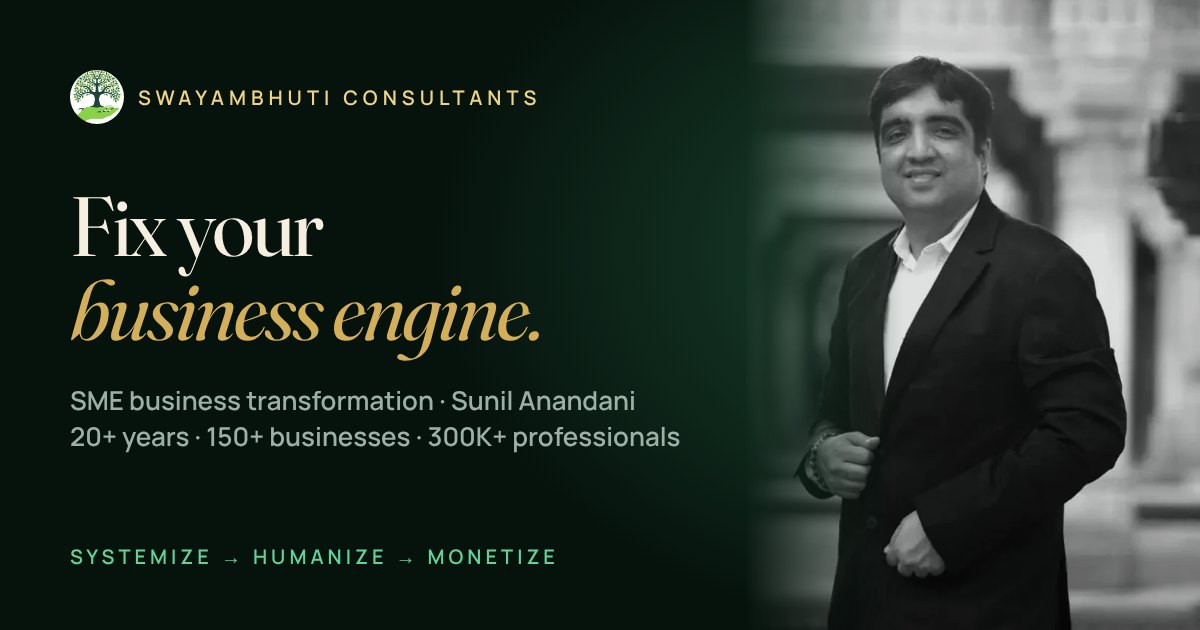 SWAYAMBHUTI CONSULTANTS
Fix your
business engine.
SME business transformation · Sunil Anandani
20+ years · 150+ businesses · 300K+ professionals
SYSTEMIZE → HUMANIZE → MONETIZE